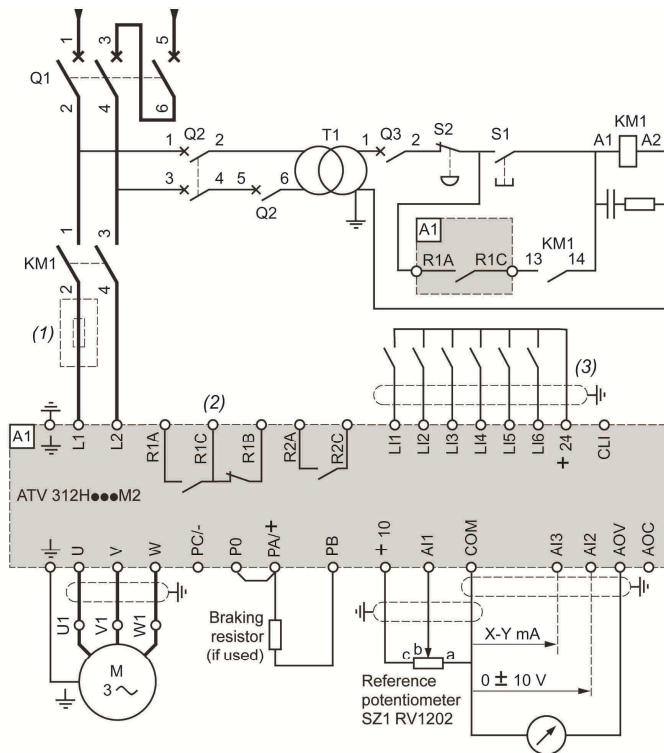 1 3 5
Q1
2 4 6
1 Q2 2 T1 1 Q3 2 S2 S1 KM1
A1 A2
3 4 5 6
Q2
A1
R1A R1C 13 KM1 14
1 3
KM1
2 4
(1)
(2)
(3)
A1
L1 L2 R1A R1C R1B R2A R2C LI1 LI2 LI3 LI4 LI5 LI6 + 24 CLI
ATV 312H●●●M2
U V W PC/- P0 PA/+ PB + 10 AI1 COM AI3 AI2 AOV AOC
U1 V1 W1
Braking
resistor
(if used)
M
3 ~
c b a
X-Y mA
0 ± 10 V
Reference
potentiometer
SZ1 RV1202